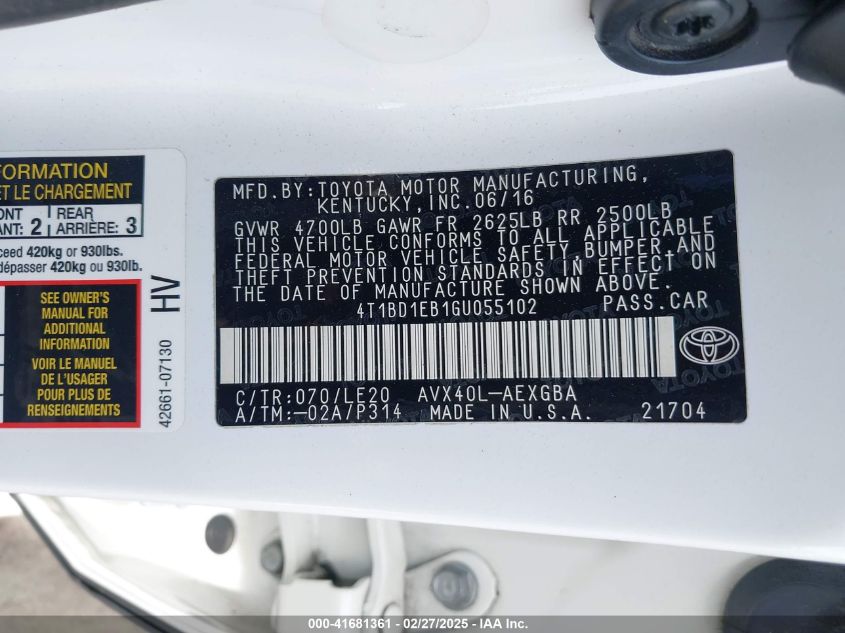 FORMATION
ET LE CHARGEMENT
ONT
ANT: 2
REAR
ARRIÈRE: 3
ceed 420kg or 930lbs.
dépasser 420kg ou 930lb.
SEE OWNER'S
MANUAL FOR
ADDITIONAL
INFORMATION
VOIR LE MANUEL
DE L'USAGER
POUR PLUS DE
RENSEIGNEMENTS
HV
42661-07130
MFD.BY:TOYOTA MOTOR MANUFACTURING,
KENTUCKY,INC.06/16
GVWR 4700LB GAWR FR 2625LB RR 2500LB
THIS VEHICLE CONFORMS TO ALL APPLICABLE
FEDERAL MOTOR VEHICLE SAFETY,BUMPER,AND
THEFT PREVENTION STANDARDS IN EFFECT ON
THE DATE OF MANUFACTURE SHOWN ABOVE.
4T1BD1EB1GU055102 PASS.CAR
C/TR:070/LE20 AVX40L-AEXGBA
A/TM:-02A/P314 MADE IN U.S.A. 21704
TOYOTA
000-41681361 - 02/27/2025 - IAA Inc.